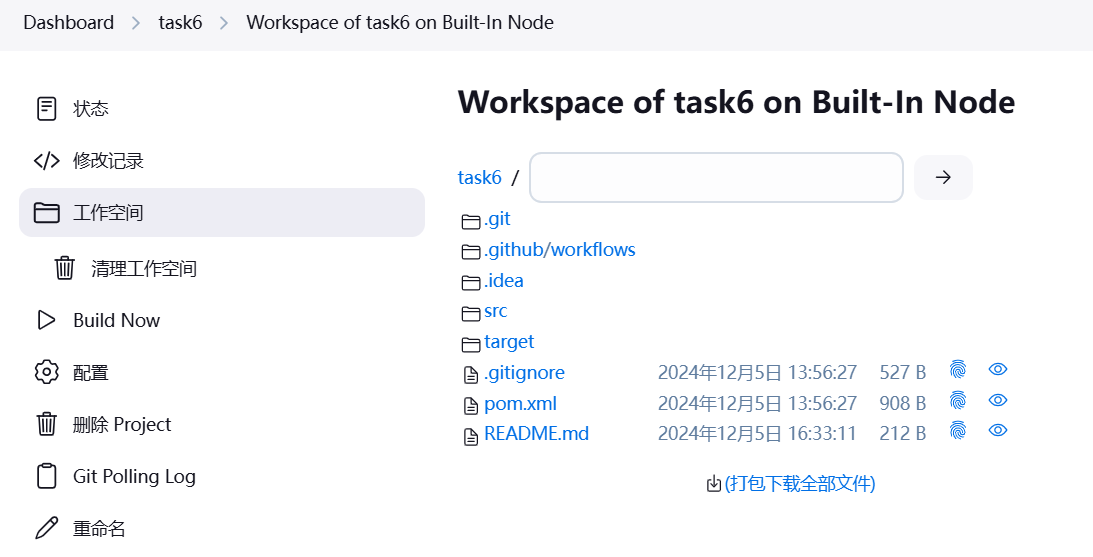 Dashboard > task6 > Workspace of task6 on Built-In Node
状态
修改记录
工作空间
清理工作空间
Build Now
配置
删除 Project
Git Polling Log
重命名
Workspace of task6 on Built-In Node
task6 /
.git
.github/workflows
.idea
src
target
.gitignore 2024年12月5日 13:56:27 527 B
pom.xml 2024年12月5日 13:56:27 908 B
README.md 2024年12月5日 16:33:11 212 B
(打包下载全部文件)